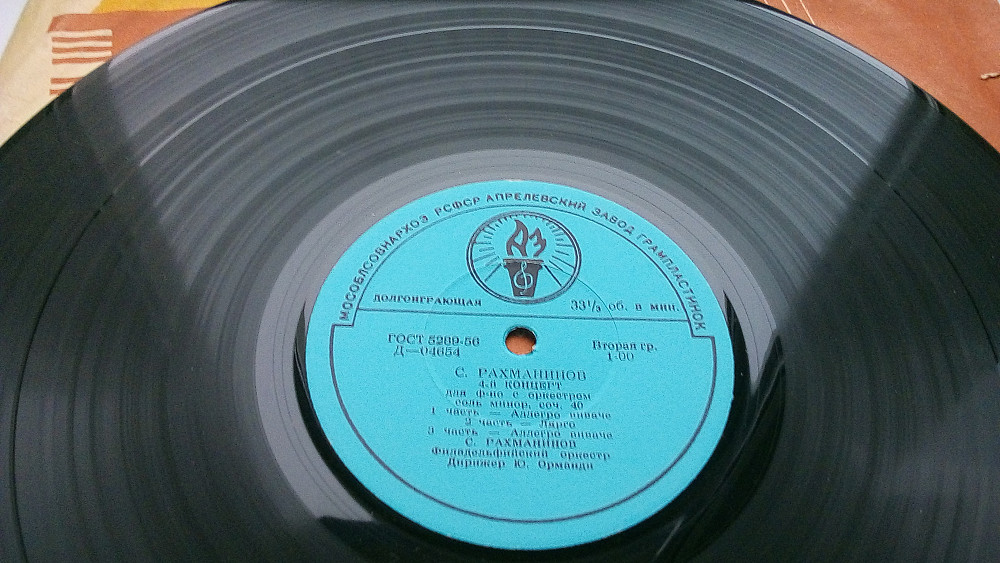 МОСОБЛСОВНАРХОЗ РСФСР АПРЕЛЕВСКИЙ ЗАВОД ГРАМПЛАСТИНОК
АЗ
ДОЛГОИГРАЮЩАЯ 33⅓ об. в мин.
ГОСТ 5289-56 Вторая гр.
Д—04654 1-00
С. РАХМАНИНОВ
4-й КОНЦЕРТ
для ф-но с оркестром
соль минор, соч. 40
1 часть — Аллегро виваче
2 часть — Ларго
3 часть — Аллегро виваче
С. РАХМАНИНОВ
Филадельфийский оркестр
Дирижер Ю. Орманди